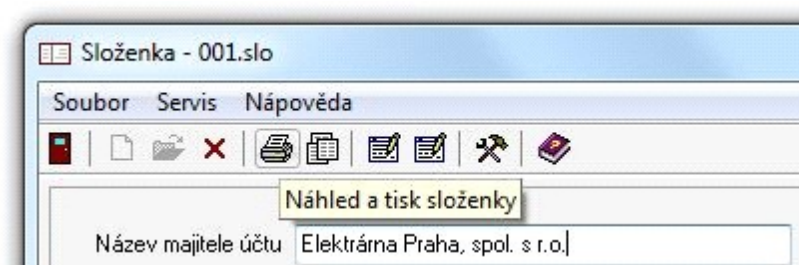 Složenka - 001.slo
Soubor Servis Nápověda
Náhled a tisk složenky
Název majitele účtu Elektrárna Praha, spol. s r.o.